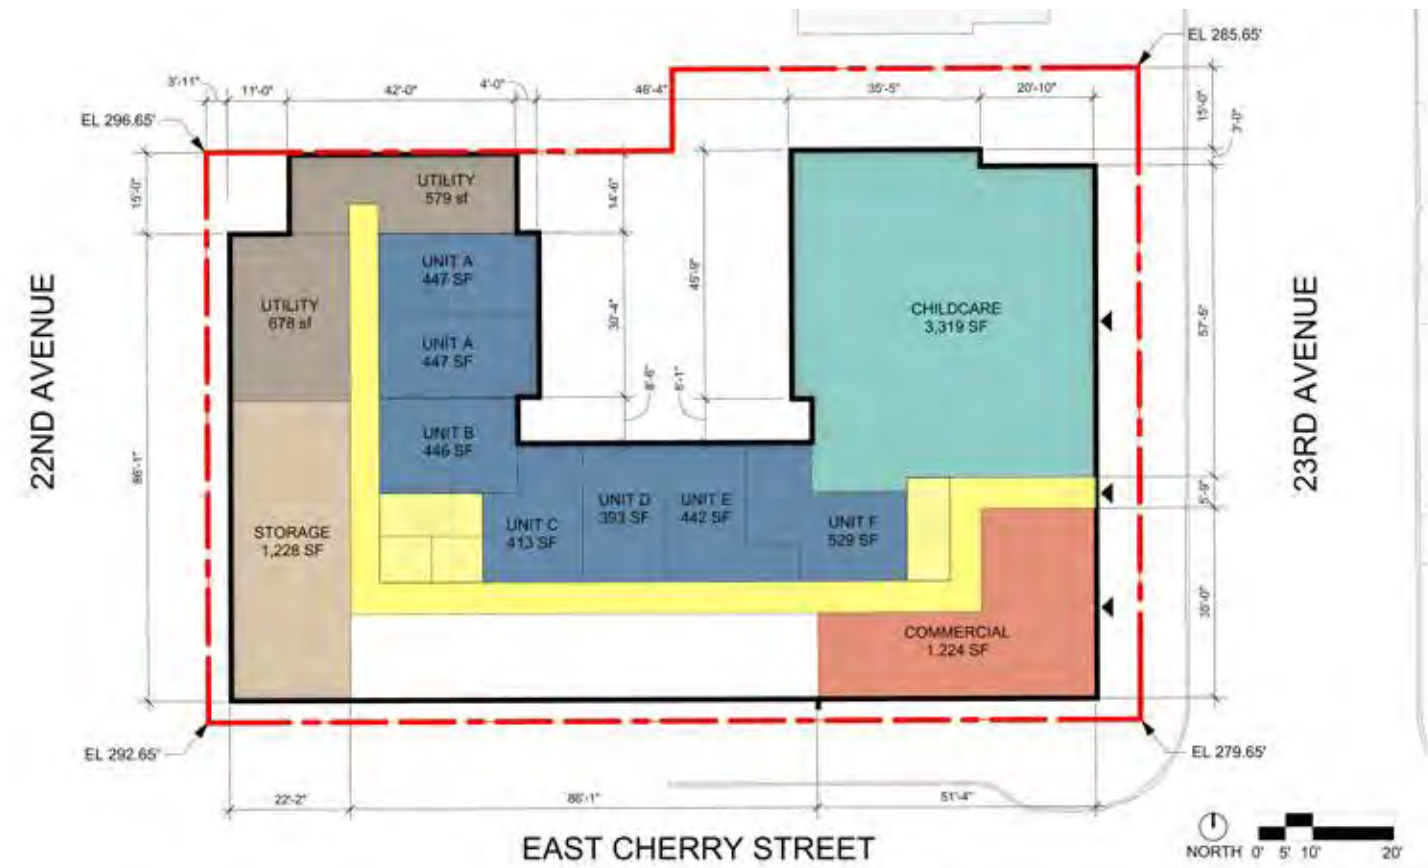 EL 285.65'
3'-11"
11'-0"
42'-0"
4'-0"
46'-4"
35'-5"
20'-10"
15'-0"
3'-0"
EL 296.65'
15'-0"
UTILITY
579 sf
14'-6"
UNIT A
447 SF
45'-9"
22ND AVENUE
UTILITY
678 sf
30'-4"
CHILDCARE
3,319 SF
57'-6"
23RD AVENUE
UNIT A
447 SF
8'-6"
6'-1"
86'-1"
UNIT B
446 SF
5'-9"
STORAGE
1,228 SF
UNIT C
413 SF
UNIT D
393 SF
UNIT E
442 SF
UNIT F
529 SF
35'-0"
COMMERCIAL
1,224 SF
EL 292.65'
EL 279.65'
22'-2"
86'-1"
51'-4"
EAST CHERRY STREET
NORTH 0' 5' 10' 20'